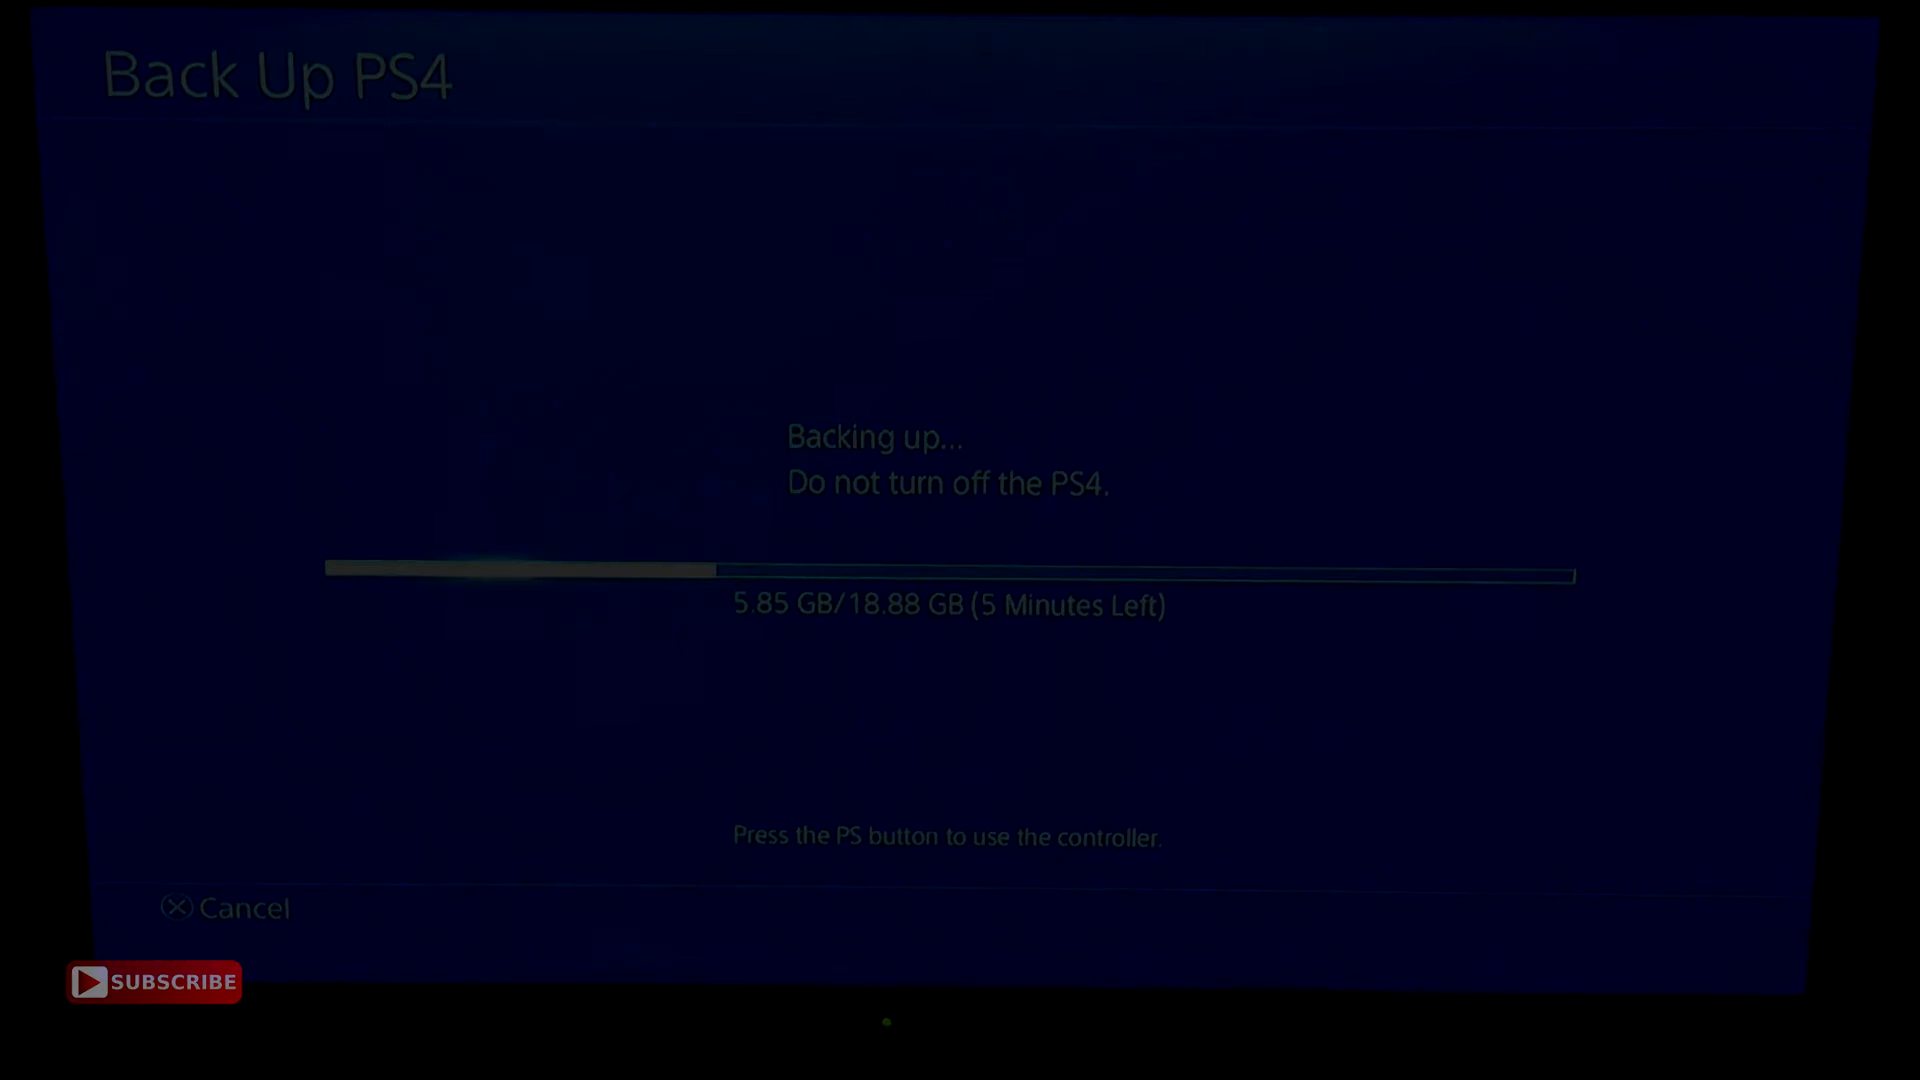 Back Up PS4
Backing up...
Do not turn off the PS4.
5.85 GB/18.88 GB (5 Minutes Left)
Press the PS button to use the controller.
Cancel
SUBSCRIBE